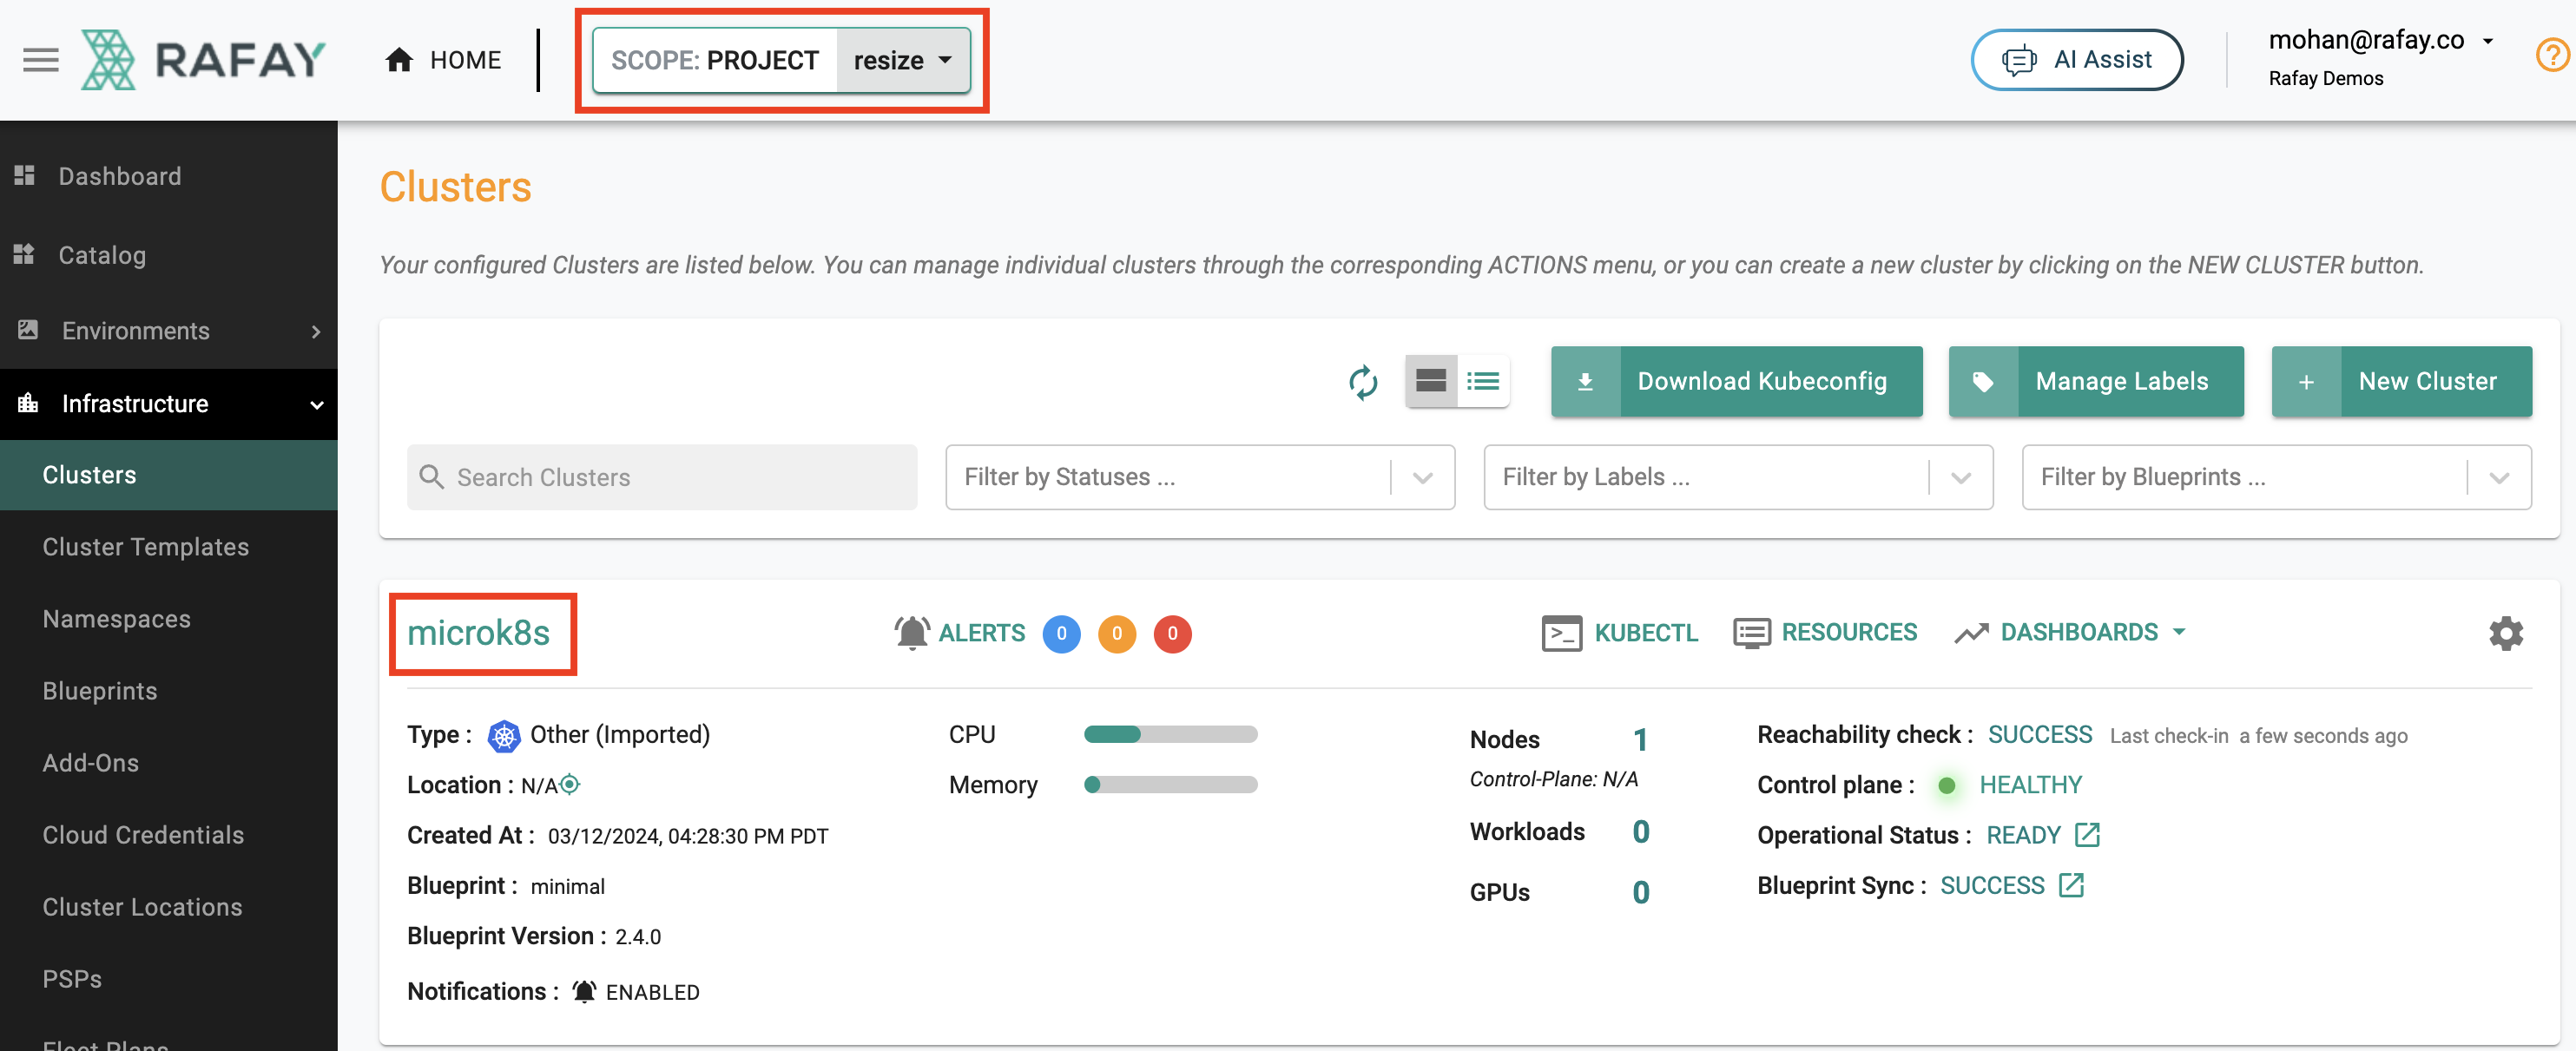 RAFAY HOME SCOPE: PROJECT resize AI Assist mohan@rafay.co ?
Rafay Demos
Dashboard
Catalog
Environments
Infrastructure
Clusters
Cluster Templates
Namespaces
Blueprints
Add-Ons
Cloud Credentials
Cluster Locations
PSPs
Fleet Plans
Clusters
Your configured Clusters are listed below. You can manage individual clusters through the corresponding ACTIONS menu, or you can create a new cluster by clicking on the NEW CLUSTER button.
Download Kubeconfig Manage Labels + New Cluster
Search Clusters Filter by Statuses ... Filter by Labels ... Filter by Blueprints ...
microk8s ALERTS 0 0 0 >_ KUBECTL RESOURCES DASHBOARDS
Type : Other (Imported)
Location : N/A
Created At : 03/12/2024, 04:28:30 PM PDT
Blueprint : minimal
Blueprint Version : 2.4.0
Notifications : ENABLED
CPU
Memory
Nodes 1
Control-Plane: N/A
Workloads 0
GPUs 0
Reachability check : SUCCESS Last check-in a few seconds ago
Control plane : HEALTHY
Operational Status : READY
Blueprint Sync : SUCCESS